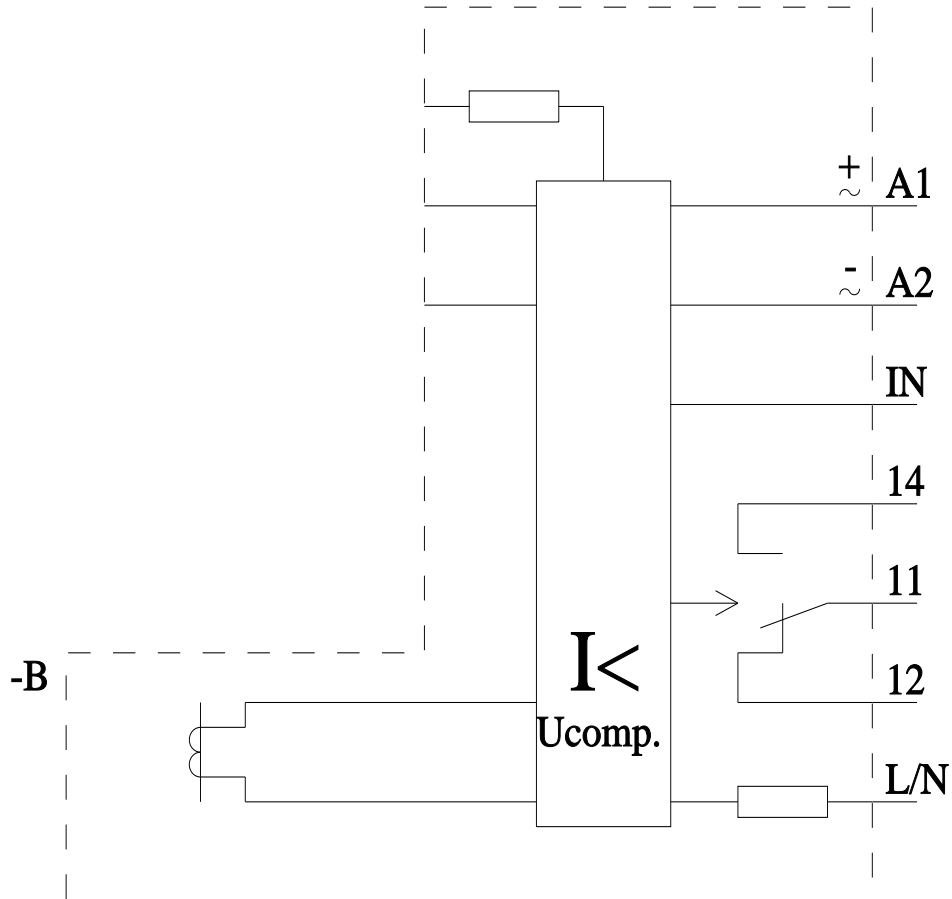 +
~ A1
-
~ A2
IN
14
11
I<
-B
12
Ucomp.
L/N